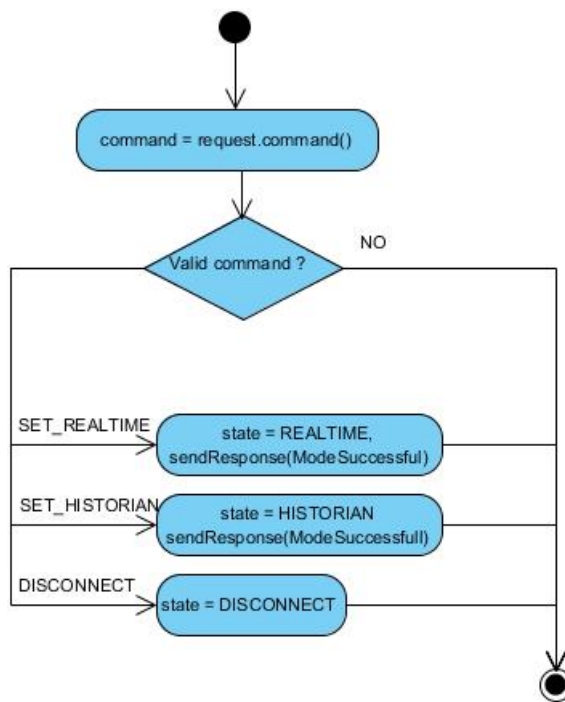 command = request.command()
NO
Valid command ?
SET_REALTIME
state = REALTIME,
sendResponse(ModeSuccessful)
SET_HISTORIAN
state = HISTORIAN
sendResponse(ModeSuccessfull)
DISCONNECT
state = DISCONNECT